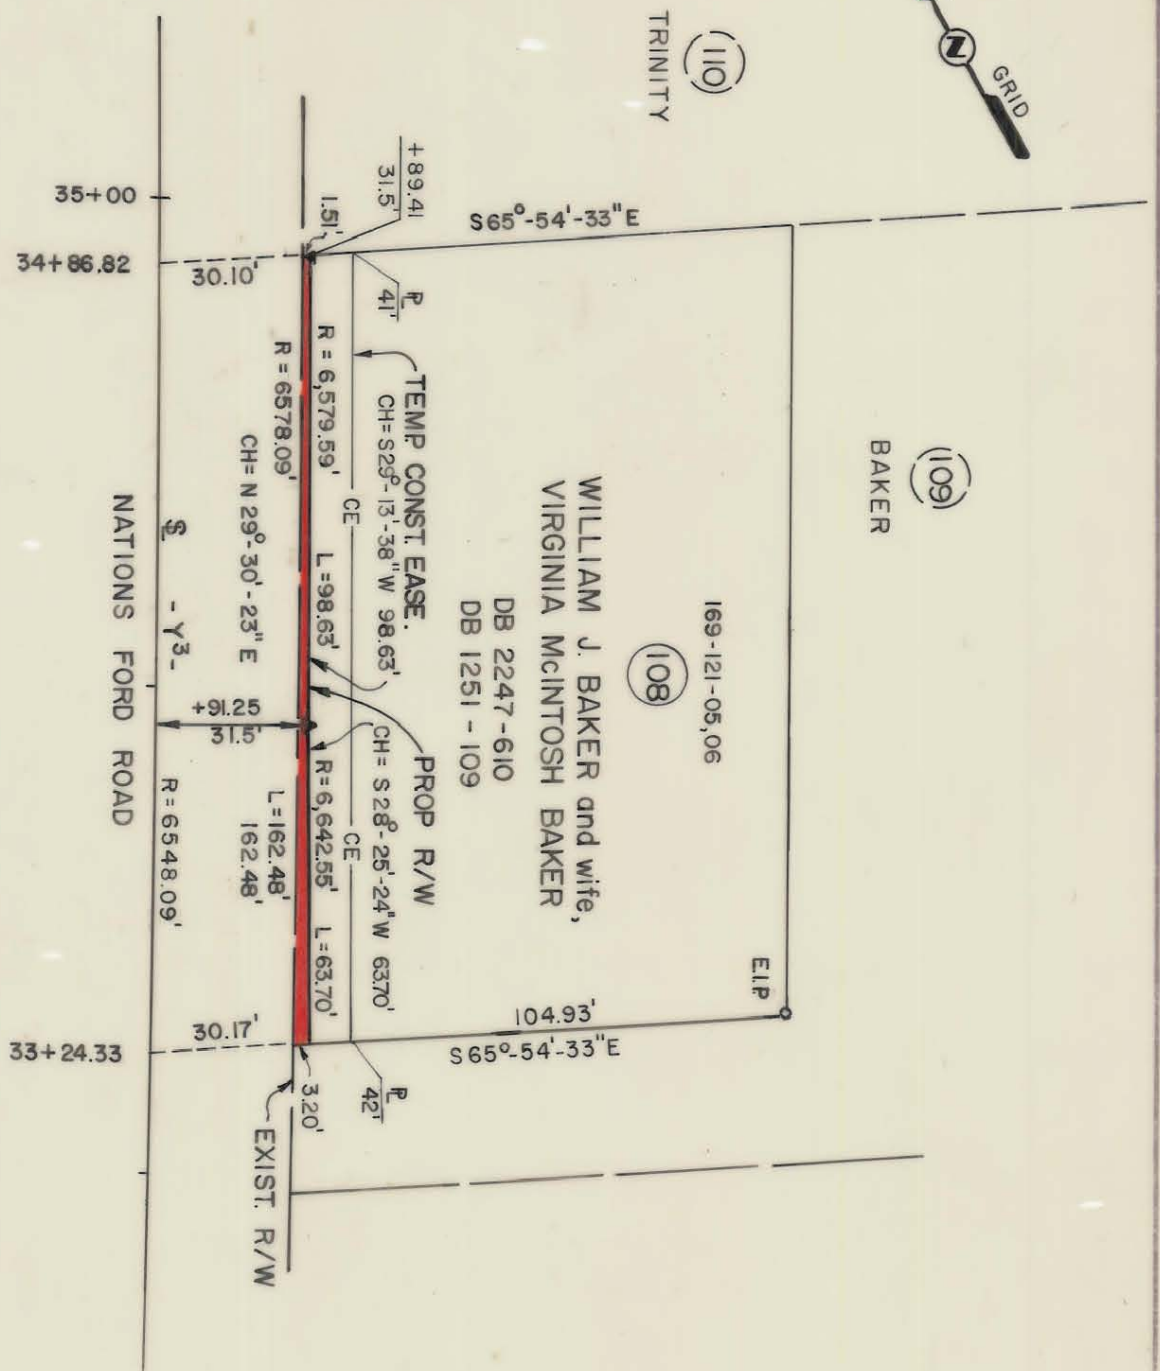 GRID
N
110
TRINITY
109
BAKER
169-121-05,06
108
WILLIAM J. BAKER and wife,
VIRGINIA McINTOSH BAKER
DB 2247-610
DB 1251-109
E.I.P.
S65°-54'-33"E
104.93'
S65°-54'-33"E
+89.41
31.5'
1.51'
PL
41'
TEMP. CONST. EASE.
PROP R/W
CH= S29°-13'-38"W 98.63'
CH= S28°-25'-24"W 63.70'
CE
CE
PL
42'
R = 6,579.59'
L = 98.63'
R = 6,642.55'
L = 63.70'
3.20'
EXIST. R/W
R = 6578.09'
L = 162.48'
CH= N29°-30'-23"E
162.48'
35+00
34+86.82
30.10'
+91.25
31.5'
30.17'
33+24.33
-Y3-
R = 6548.09'
NATIONS FORD ROAD